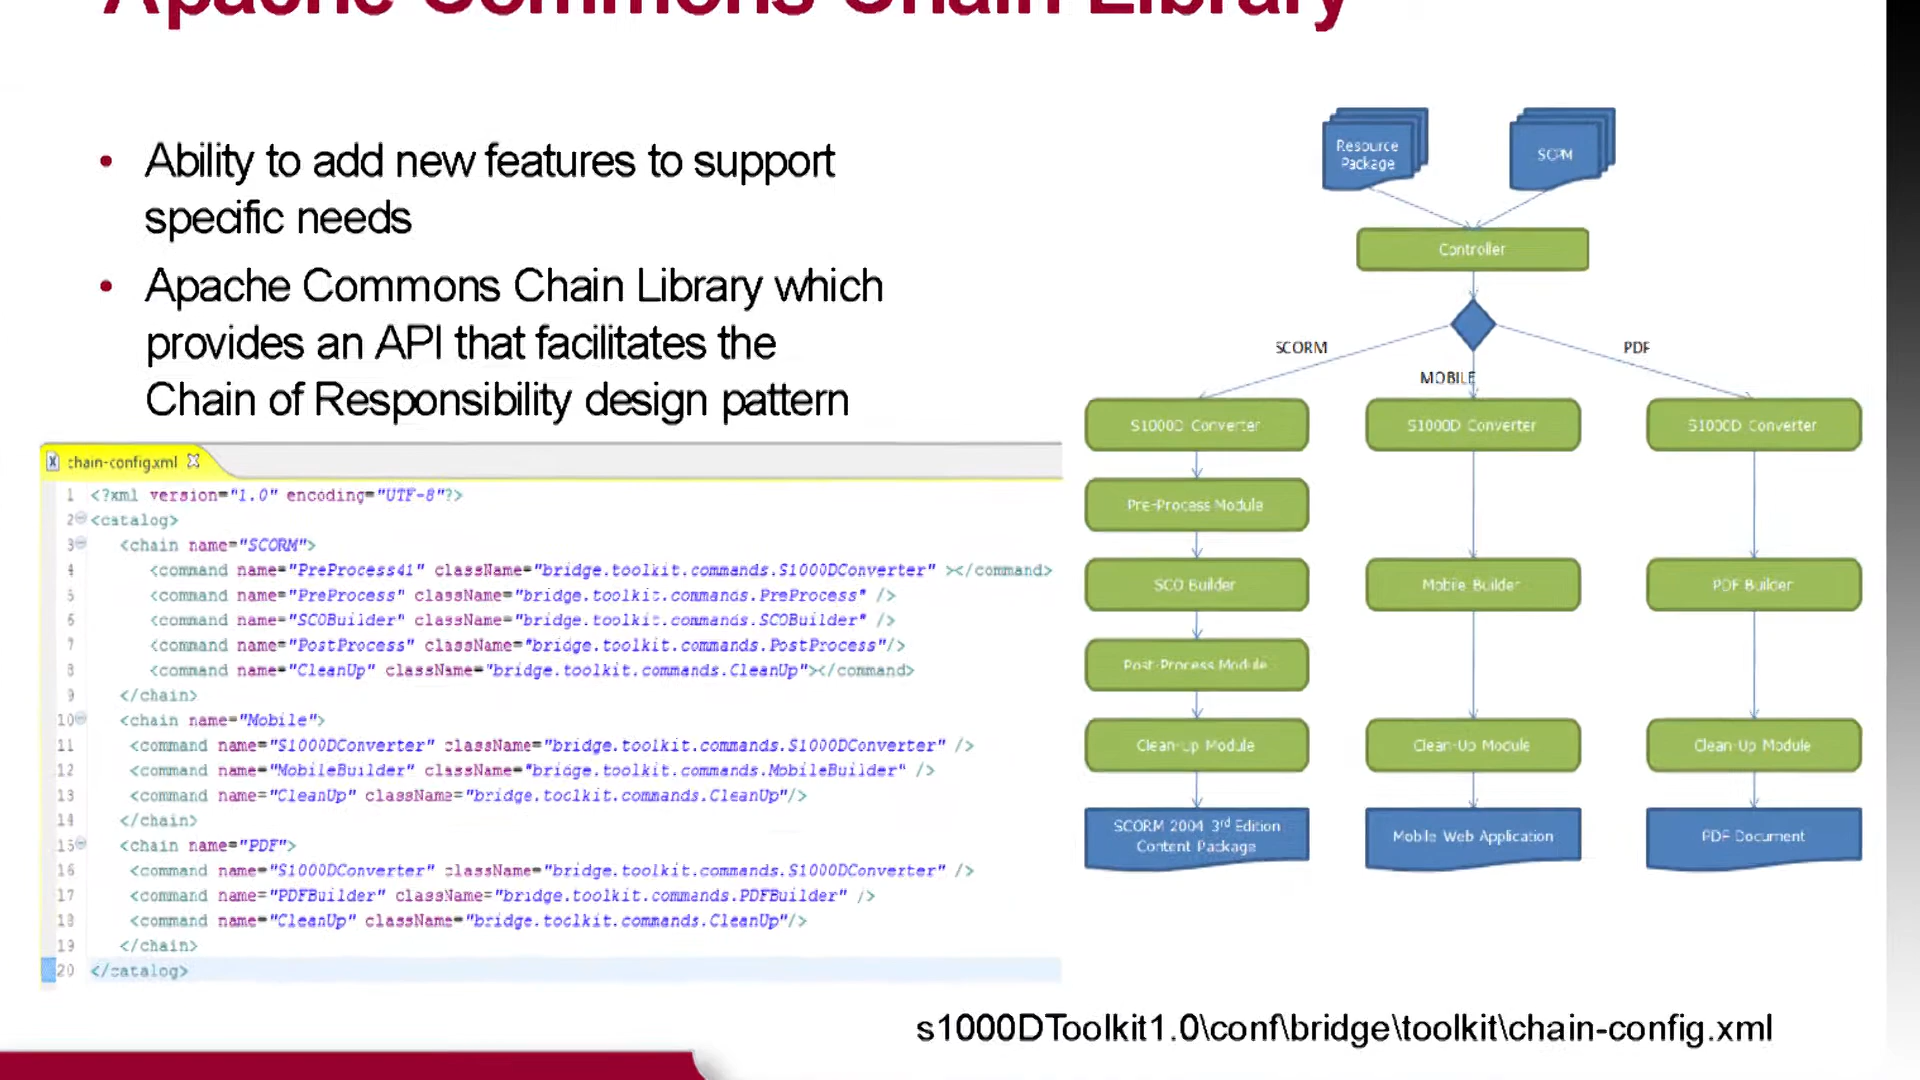 Apache Commons Chain Library
• Ability to add new features to support
specific needs
• Apache Commons Chain Library which
provides an API that facilitates the
Chain of Responsibility design pattern
chain-config.xml
1 <?xml version="1.0" encoding="UTF-8"?>
2 <catalog>
3 <chain name="SCORM">
4 <command name="PreProcess41" className="bridge.toolkit.commands.S1000DConverter" ></command>
5 <command name="PreProcess" className="bridge.toolkit.commands.PreProcess" />
6 <command name="SCOBuilder" className="bridge.toolkit.commands.SCOBuilder" />
7 <command name="PostProcess" className="bridge.toolkit.commands.PostProcess"/>
8 <command name="CleanUp" className="bridge.toolkit.commands.CleanUp"></command>
9 </chain>
10 <chain name="Mobile">
11 <command name="S1000DConverter" className="bridge.toolkit.commands.S1000DConverter" />
12 <command name="MobileBuilder" className="bridge.toolkit.commands.MobileBuilder" />
13 <command name="CleanUp" className="bridge.toolkit.commands.CleanUp"/>
14 </chain>
15 <chain name="PDF">
16 <command name="S1000DConverter" className="bridge.toolkit.commands.S1000DConverter" />
17 <command name="PDFBuilder" className="bridge.toolkit.commands.PDFBuilder" />
18 <command name="CleanUp" className="bridge.toolkit.commands.CleanUp"/>
19 </chain>
20 </catalog>
Resource
Package
SCPM
Controller
SCORM
MOBILE
PDF
S1000D Converter
S1000D Converter
S1000D Converter
Pre-Process Module
SCO Builder
Mobile Builder
PDF Builder
Post-Process Module
Clean-Up Module
Clean-Up Module
Clean-Up Module
SCORM 2004 3rd Edition
Content Package
Mobile Web Application
PDF Document
s1000DToolkit1.0\conf\bridge\toolkit\chain-config.xml